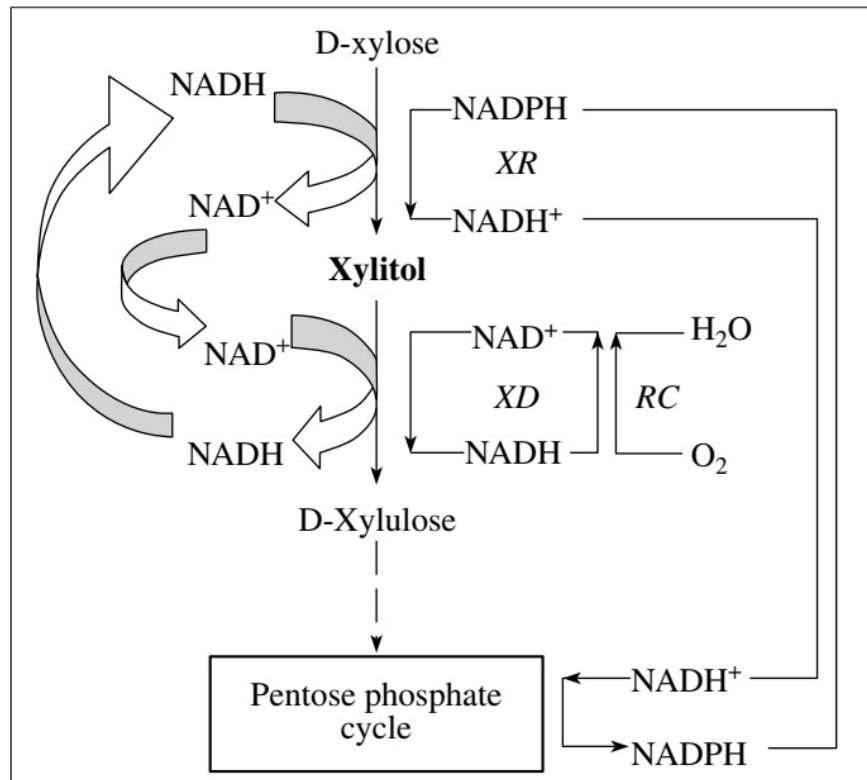 D-xylose
NADH
NADPH
XR
NAD⁺
NADH⁺
Xylitol
NAD⁺
NAD⁺
H₂O
XD
RC
NADH
NADH
O₂
D-Xylulose
Pentose phosphate
cycle
NADH⁺
NADPH